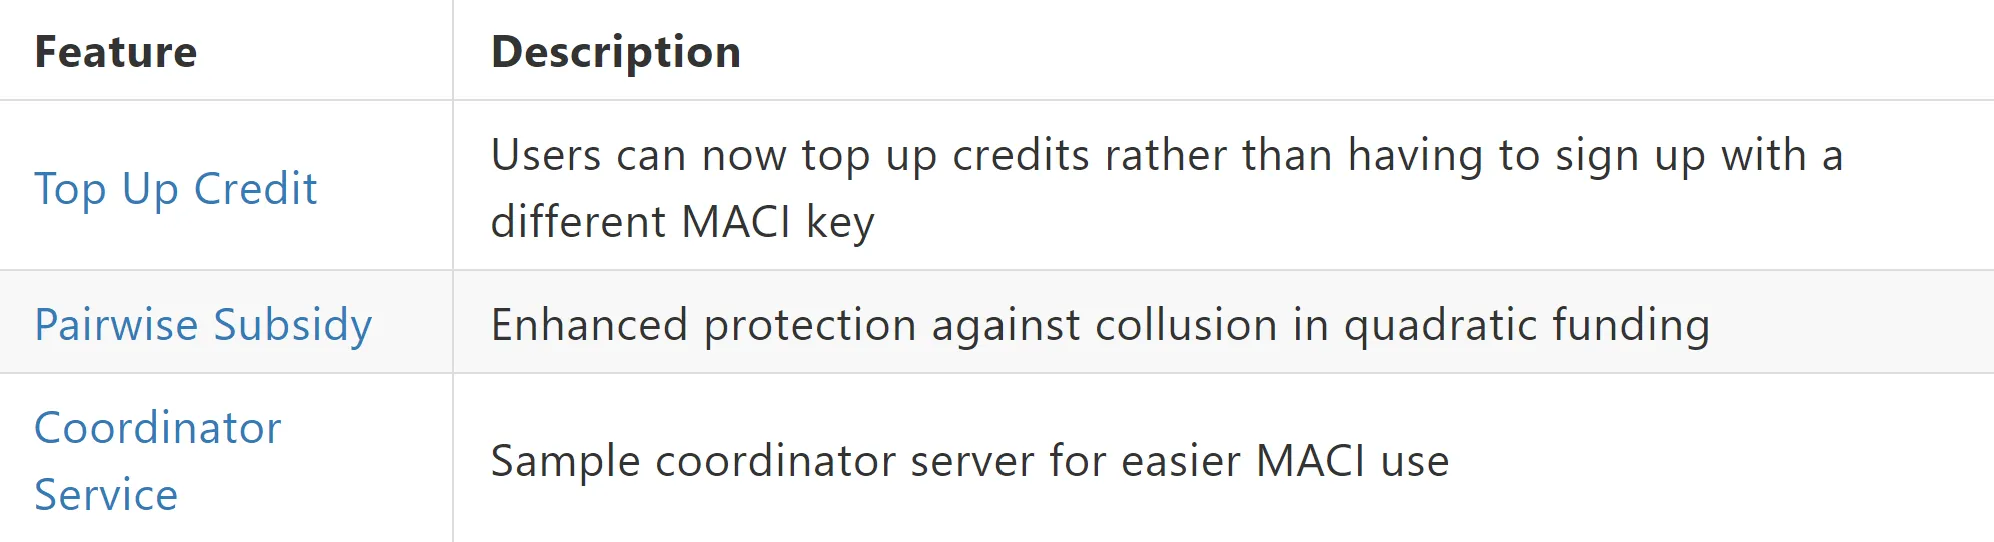 Feature
Description
Top Up Credit
Users can now top up credits rather than having to sign up with a
different MACI key
Pairwise Subsidy
Enhanced protection against collusion in quadratic funding
Coordinator
Service
Sample coordinator server for easier MACI use